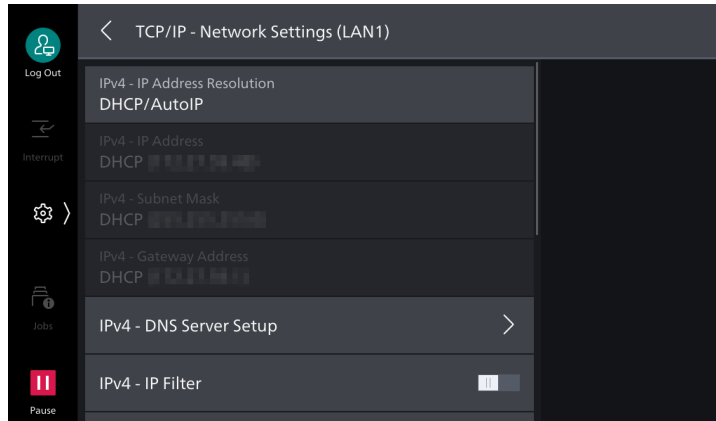 TCP/IP - Network Settings (LAN1)
Log Out
IPv4 - IP Address Resolution
DHCP/AutoIP
Interrupt
IPv4 - IP Address
DHCP
IPv4 - Subnet Mask
DHCP
IPv4 - Gateway Address
DHCP
Jobs
IPv4 - DNS Server Setup
IPv4 - IP Filter
Pause